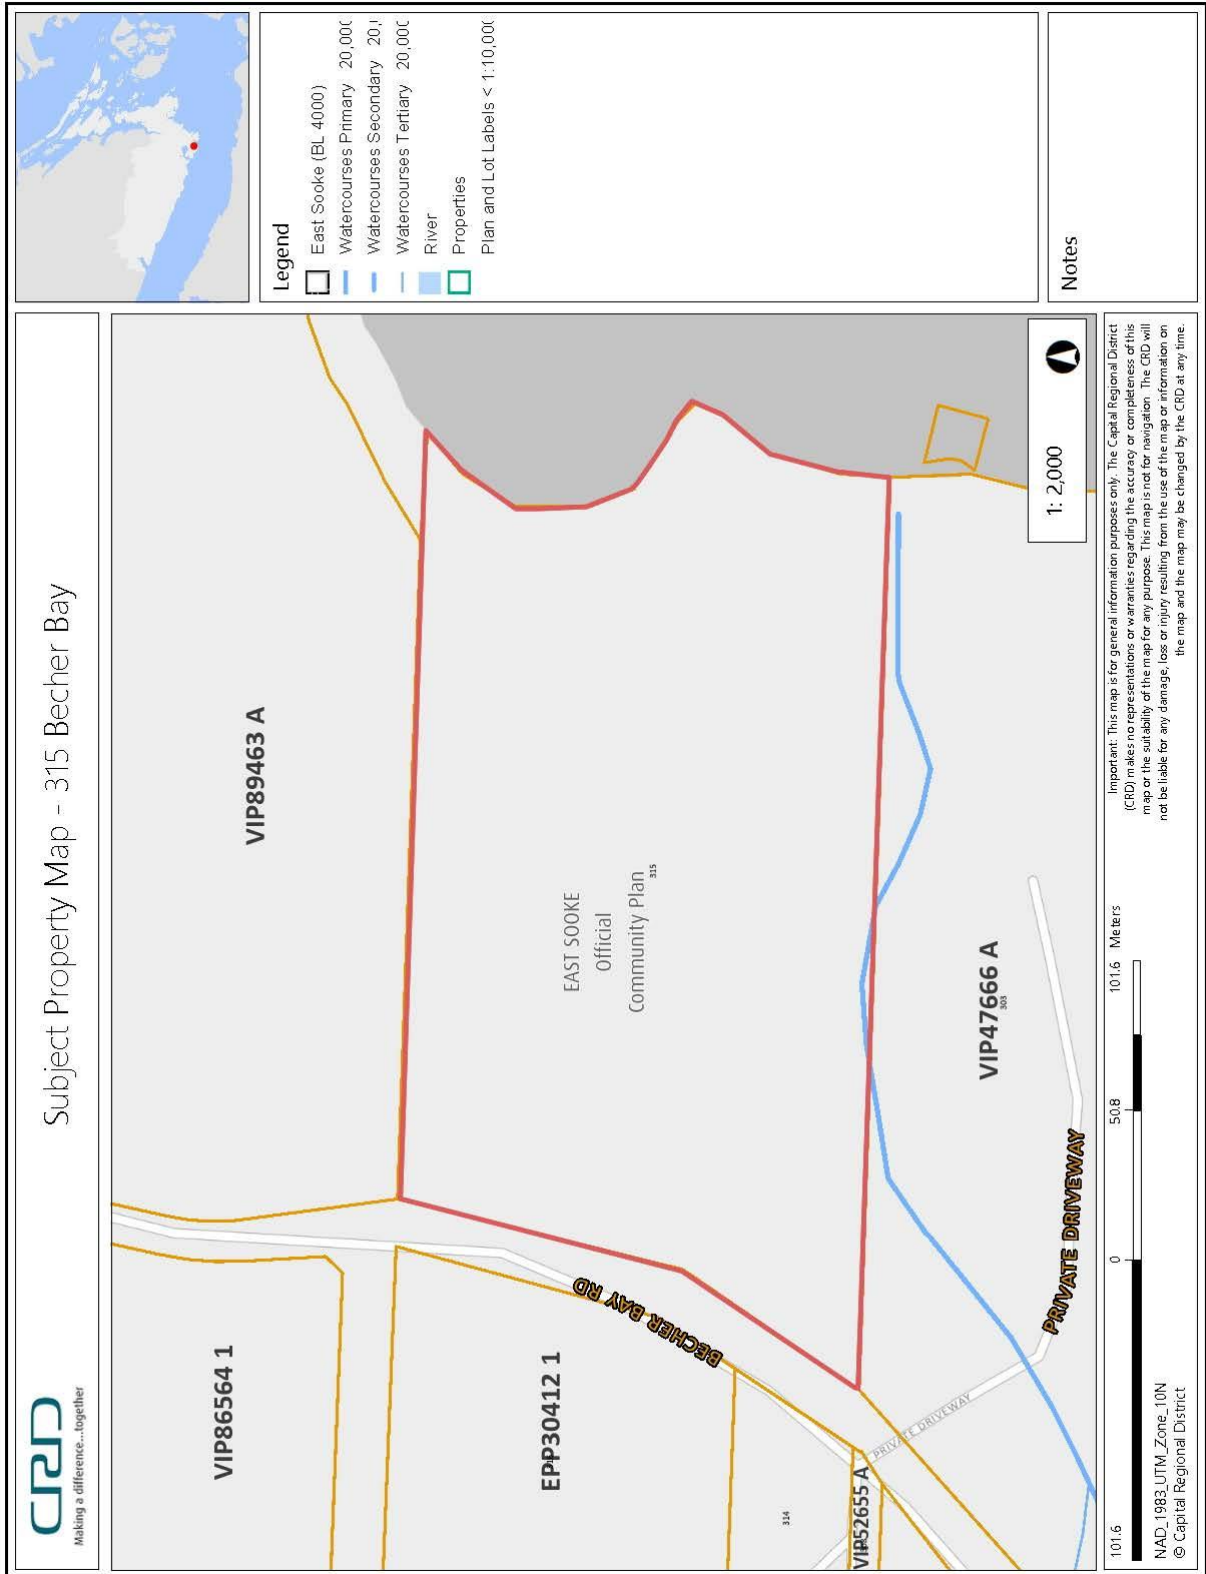 CRD
Making a difference...together
Subject Property Map - 315 Becher Bay
VIP86564 1
VIP89463 A
EPP30412 1
BECHER BAY RD
EAST SOOKE
Official
Community Plan
315
314
VIP52655 A
PRIVATE DRIVEWAY
PRIVATE DRIVEWAY
VIP47666 A
303
1: 2,000
101.6
0
50.8
101.6 Meters
NAD_1983_UTM_Zone_10N
© Capital Regional District
Important: This map is for general information purposes only. The Capital Regional District
(CRD) makes no representations or warranties regarding the accuracy or completeness of this
map or the suitability of the map for any purpose. This map is not for navigation. The CRD will
not be liable for any damage, loss or injury resulting from the use of the map or information on
the map and the map may be changed by the CRD at any time.
Legend
East Sooke (BL 4000)
Watercourses Primary 20,000
Watercourses Secondary 20,
Watercourses Tertiary 20,000
River
Properties
Plan and Lot Labels < 1:10,000
Notes